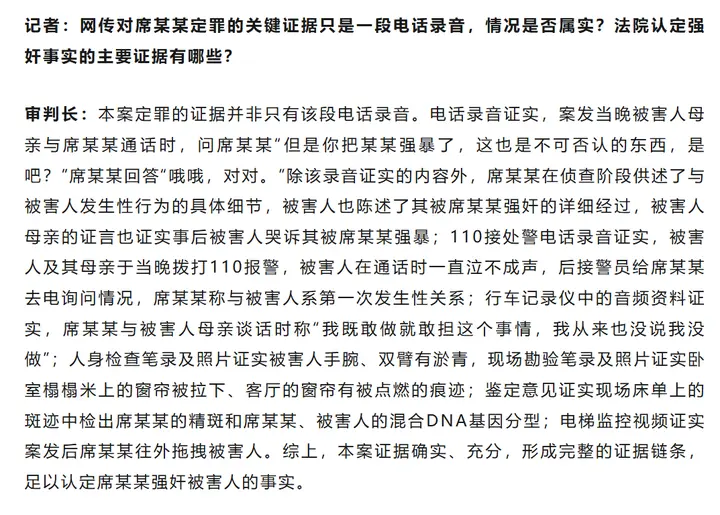 记者：网传对席某某定罪的关键证据只是一段电话录音，情况是否属实？法院认定强
奸事实的主要证据有哪些？
审判长：本案定罪的证据并非只有该段电话录音。电话录音证实，案发当晚被害人母
亲与席某某通话时，问席某某“但是你把某某强暴了，这也是不可否认的东西，是
吧？”席某某回答“哦哦，对对。”除该录音证实的内容外，席某某在侦查阶段供述了与
被害人发生性行为的具体细节，被害人也陈述了其被席某某强奸的详细经过，被害人
母亲的证言也证实事后被害人哭诉其被席某某强暴；110接处警电话录音证实，被害
人及其母亲于当晚拨打110报警，被害人在通话时一直泣不成声，后接警员给席某某
去电询问情况，席某某称与被害人系第一次发生性关系；行车记录仪中的音频资料证
实，席某某与被害人母亲谈话时称“我既敢做就敢担这个事情，我从来也没说我没
做”；人身检查笔录及照片证实被害人手腕、双臂有淤青，现场勘验笔录及照片证实卧
室榻榻米上的窗帘被拉下、客厅的窗帘有被点燃的痕迹；鉴定意见证实现场床单上的
斑迹中检出席某某的精斑和席某某、被害人的混合DNA基因分型；电梯监控视频证实
案发后席某某往外拖拽被害人。综上，本案证据确实、充分，形成完整的证据链条，
足以认定席某某强奸被害人的事实。